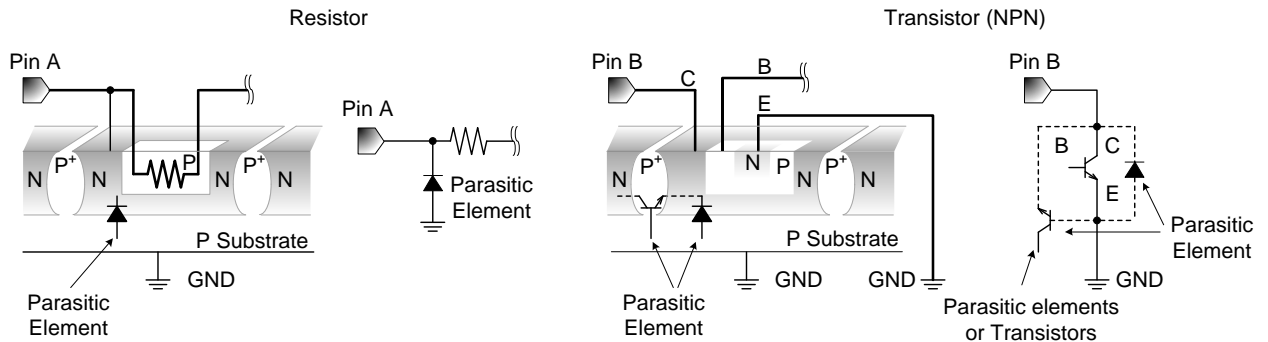 Resistor
Transistor (NPN)
Pin A
Pin A
N
P+
N
P
N
P+
N
Parasitic
Element
P Substrate
GND
Parasitic
Element
Pin B
C
B
E
N
P+
N
N
P
N
P+
N
P Substrate
GND
GND
Parasitic
Element
Pin B
B
C
E
Parasitic
Element
GND
Parasitic elements
or Transistors